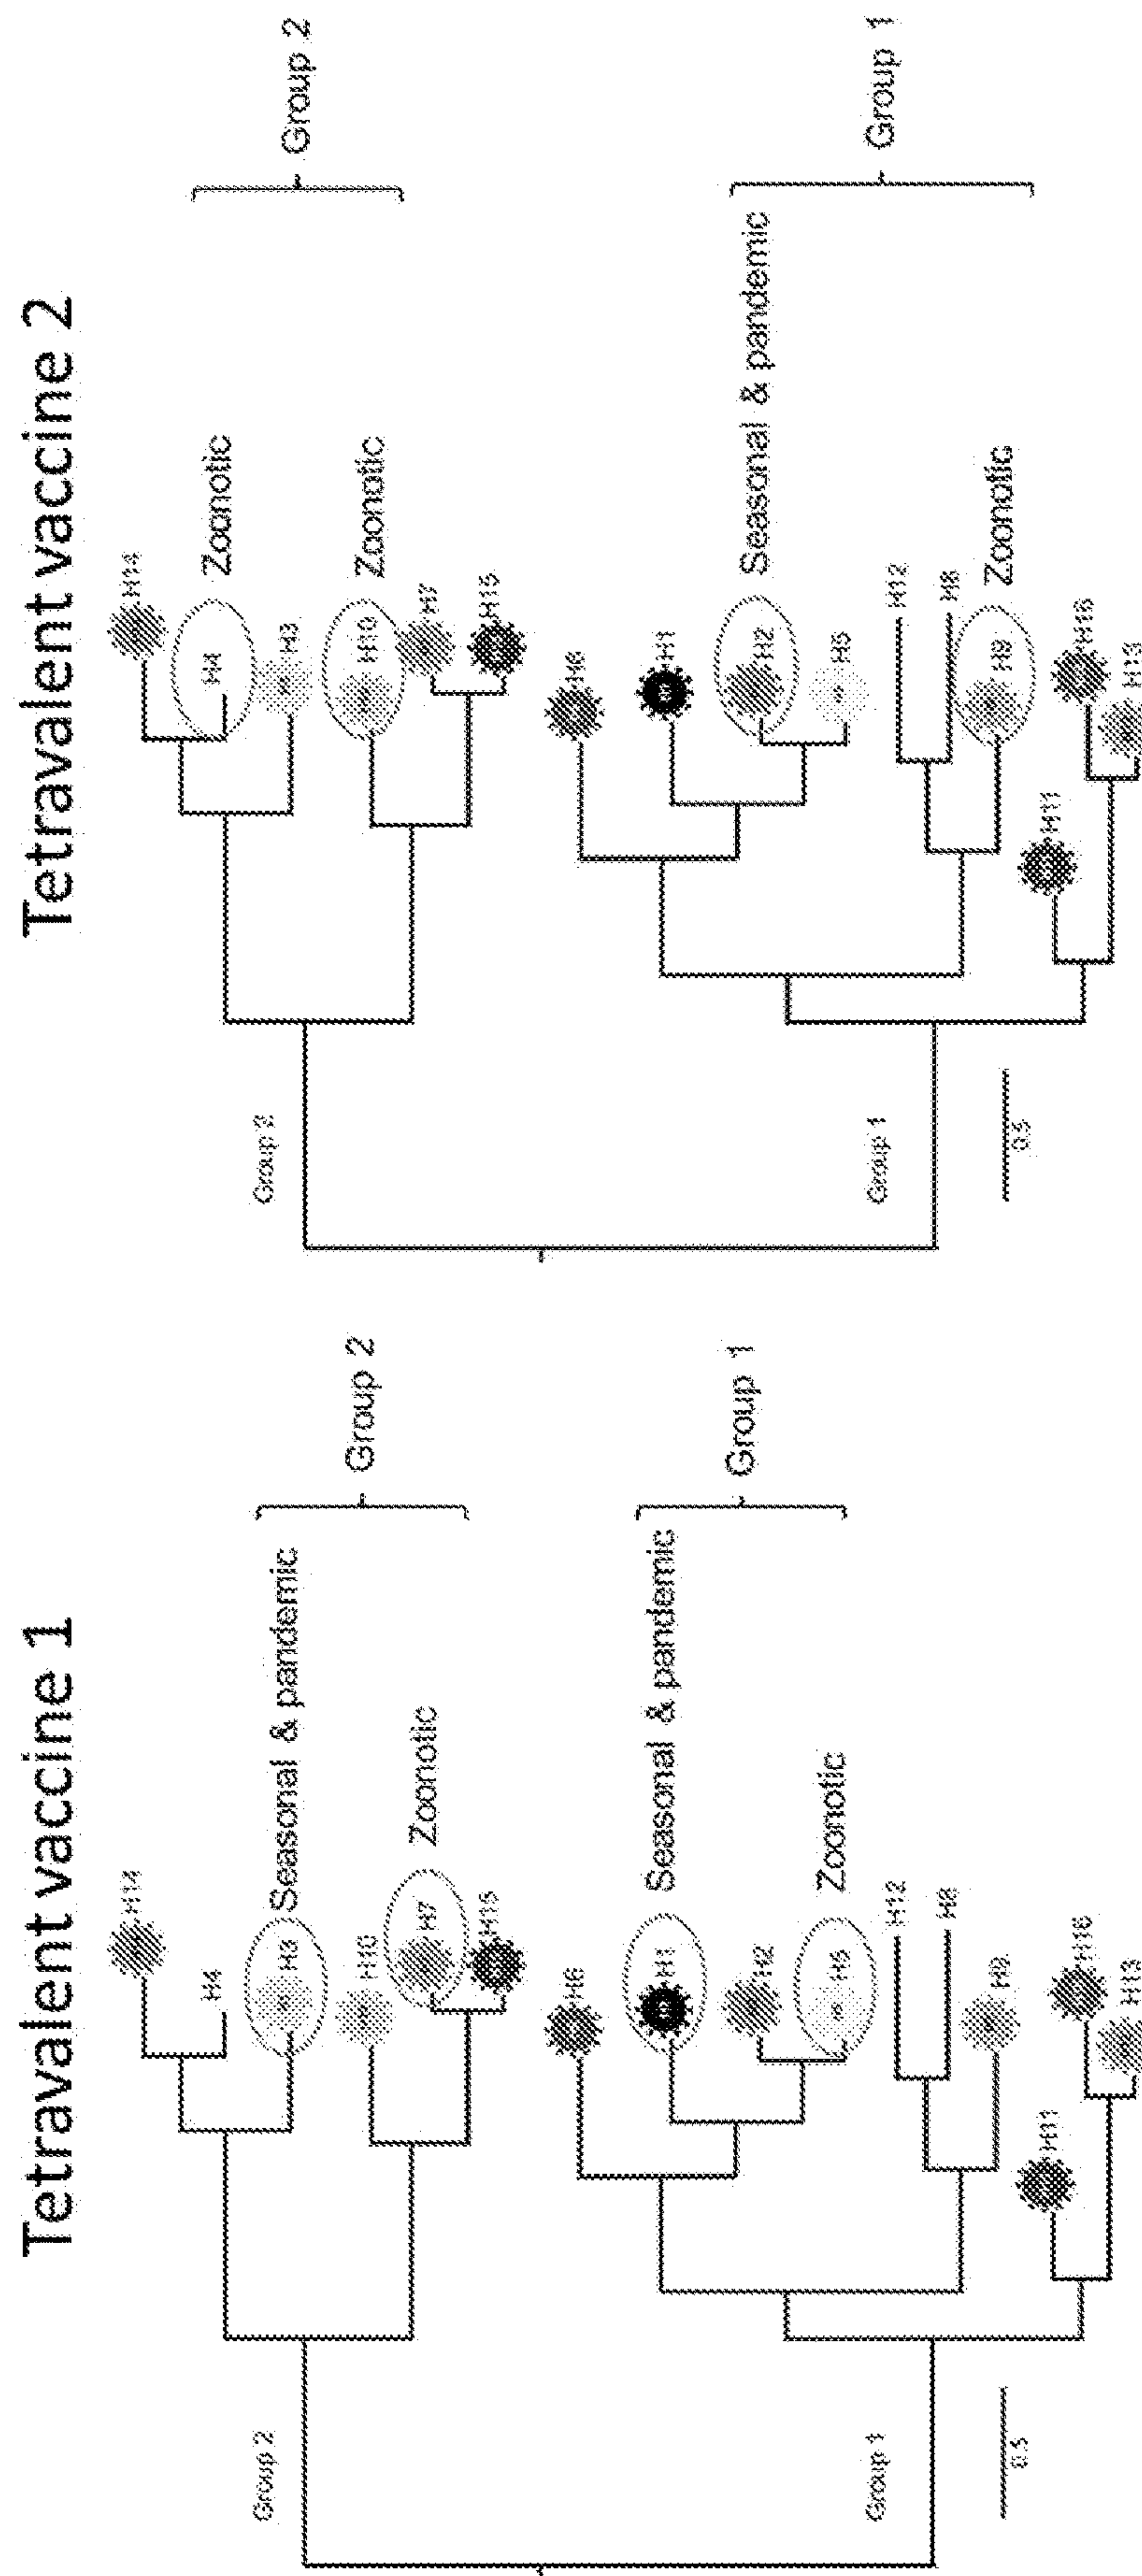 Tetravalent vaccine 1
H14
H4
H3
Seasonal & pandemic
H10
H7
Zoonotic
H15
Group 2
Group 2
H6
H1
Seasonal & pandemic
H2
H5
Zoonotic
Group 1
H12
H8
H9
Group 1
H11
H16
H13
0.5
Tetravalent vaccine 2
H14
H4
Zoonotic
H3
H10
Zoonotic
H7
H15
Group 2
Group 2
H6
H1
H2
Seasonal & pandemic
H5
Group 1
H12
H8
H9
Zoonotic
Group 1
H11
H16
H13
0.5